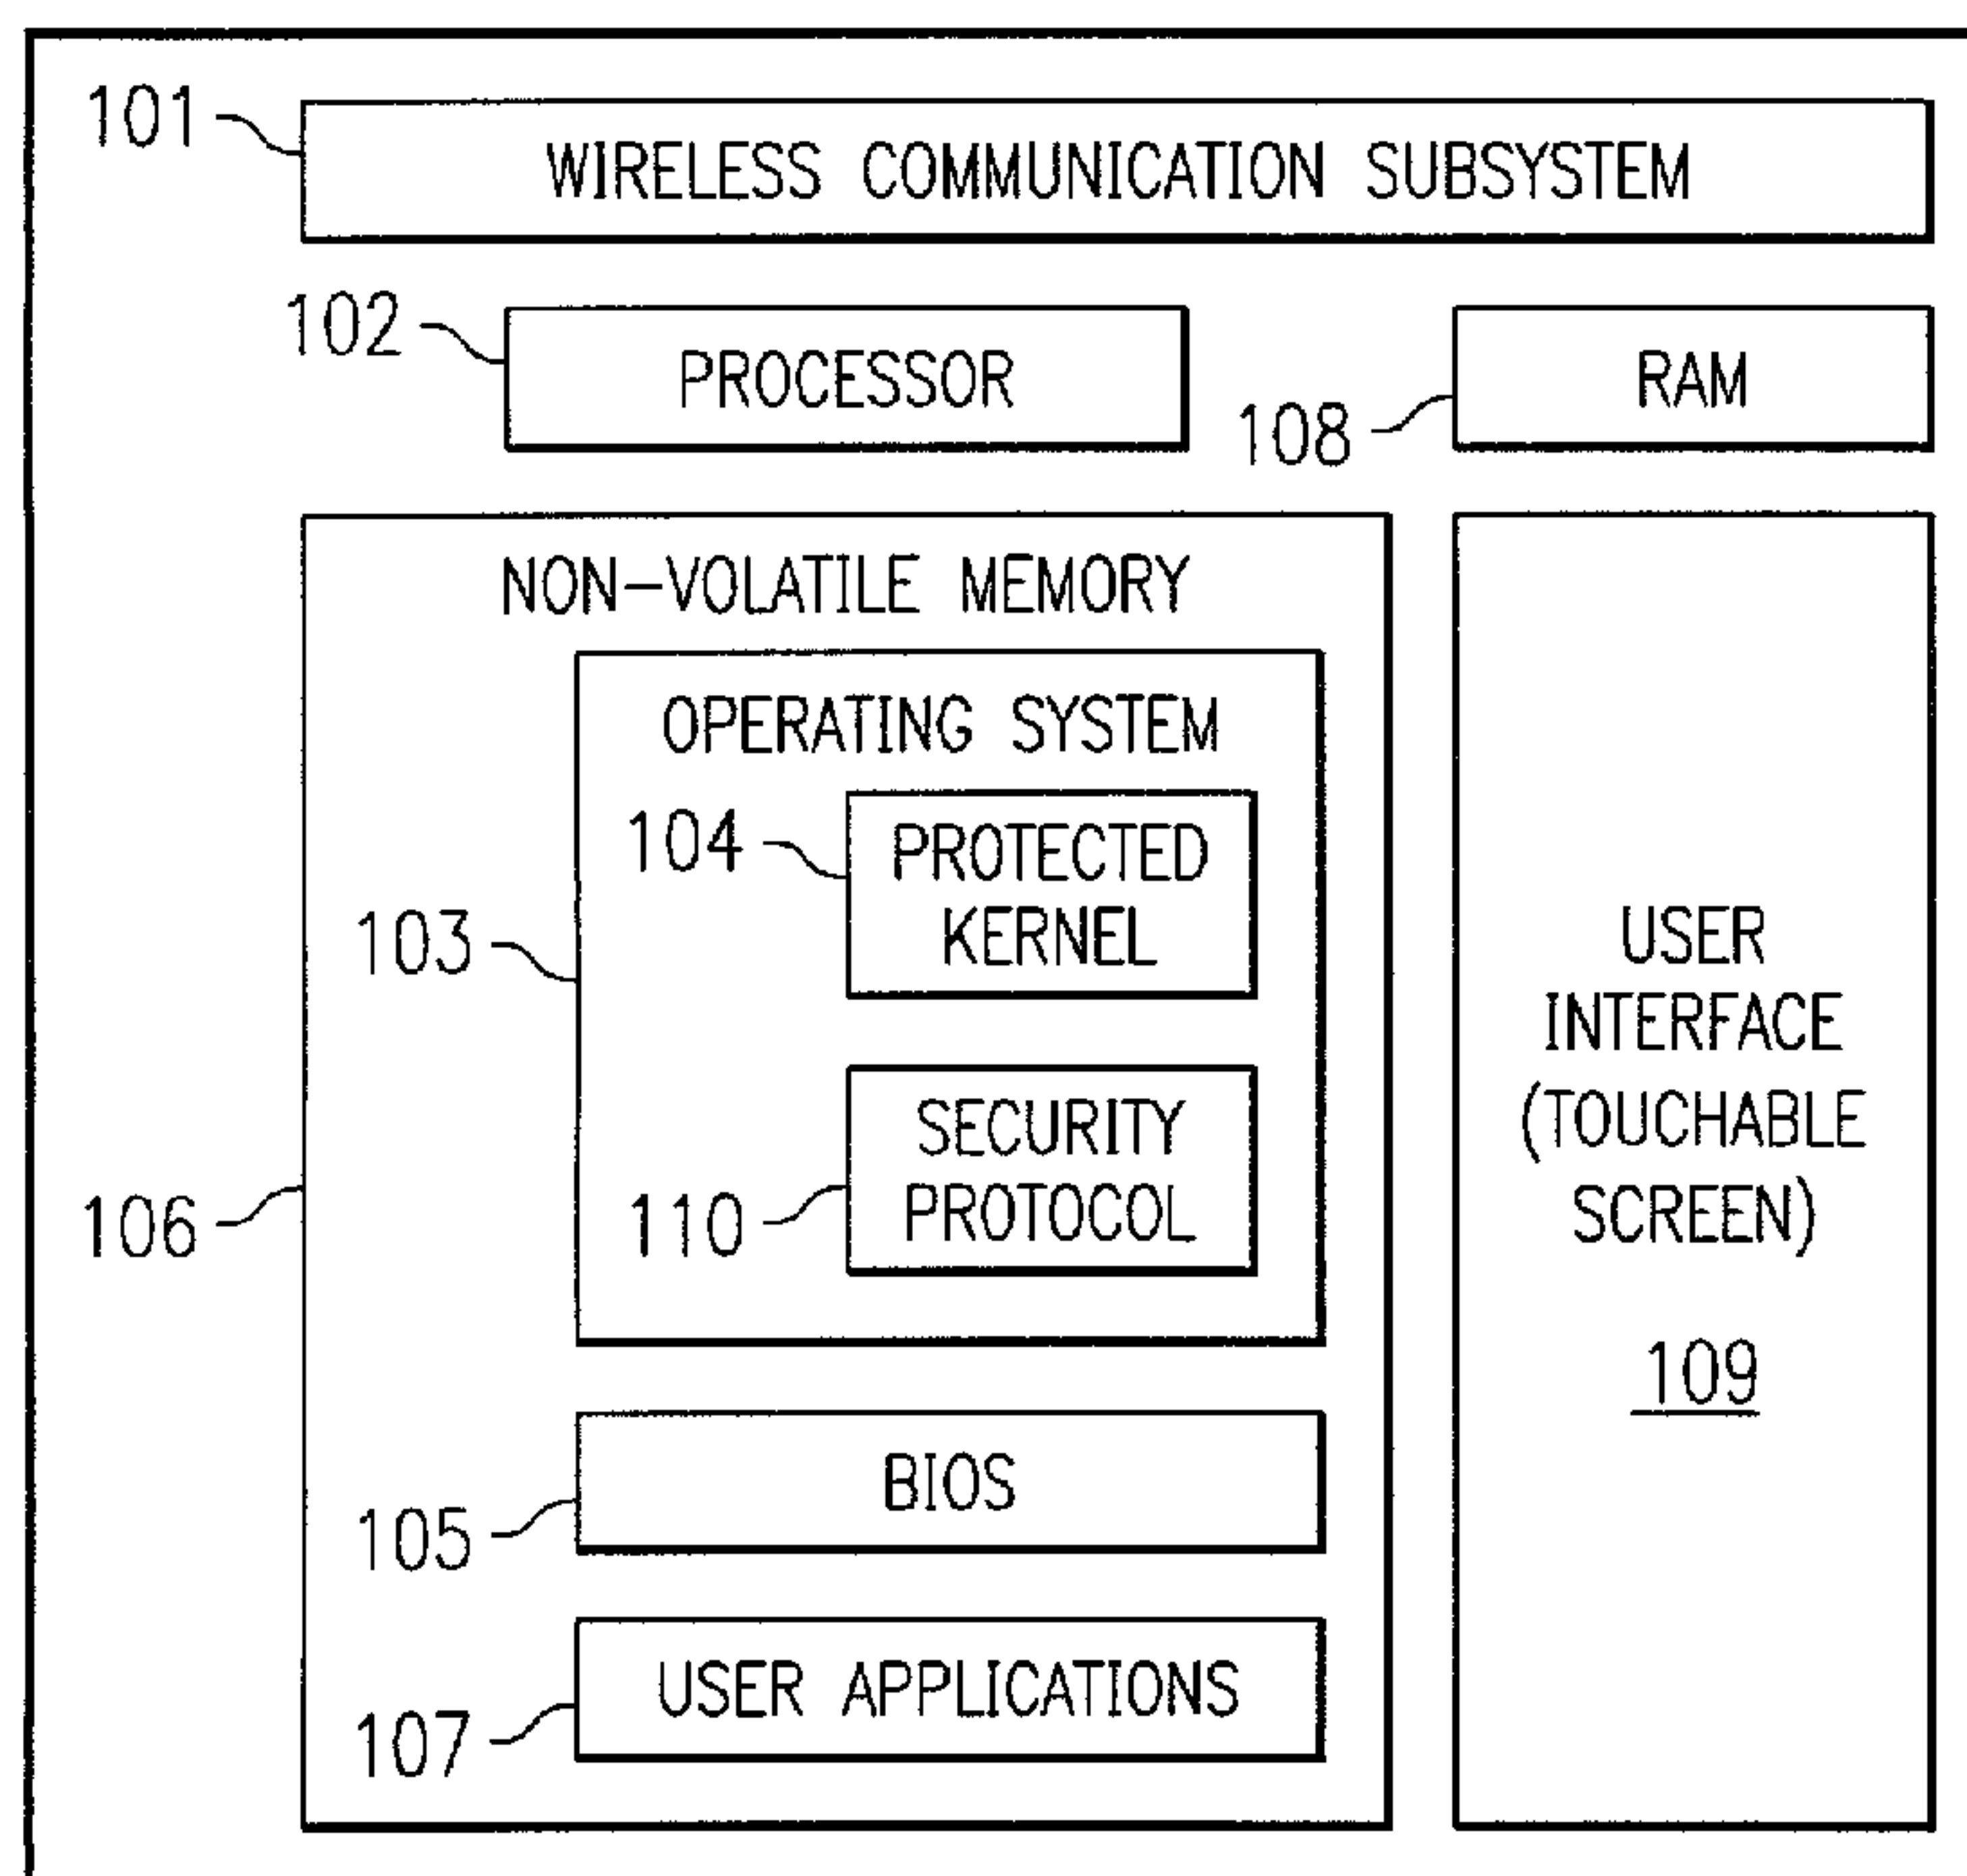 101
WIRELESS COMMUNICATION SUBSYSTEM
102
PROCESSOR
108
RAM
NON-VOLATILE MEMORY
OPERATING SYSTEM
104
PROTECTED
KERNEL
103
SECURITY
PROTOCOL
110
106
BIOS
105
USER APPLICATIONS
107
USER
INTERFACE
(TOUCHABLE
SCREEN)
109